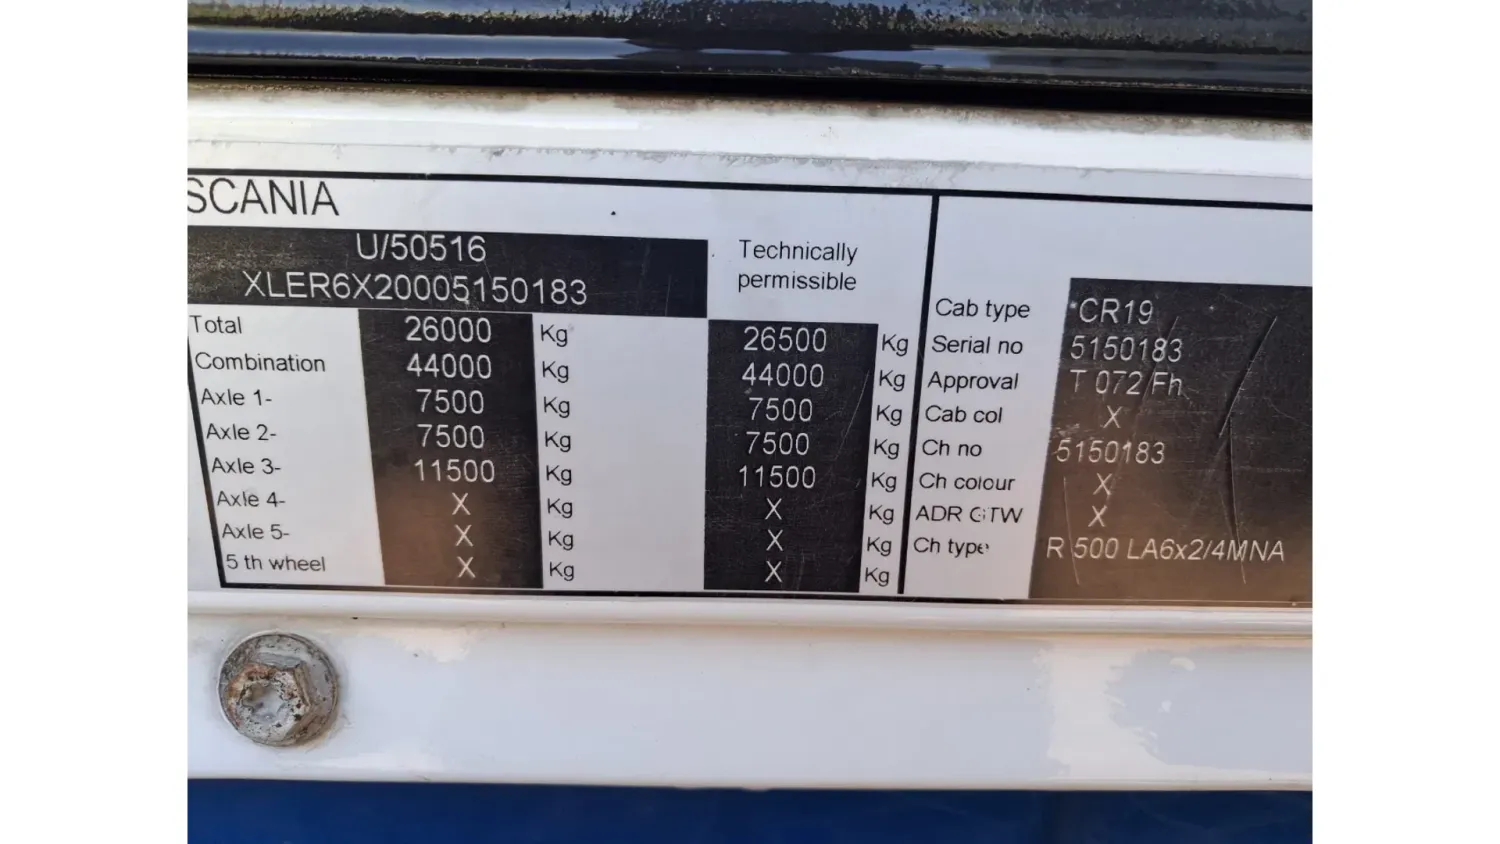 SCANIA
U/50516
XLER6X20005150183
Technically
permissible
Total 26000 Kg 26500 Kg
Combination 44000 Kg 44000 Kg
Axle 1- 7500 Kg 7500 Kg
Axle 2- 7500 Kg 7500 Kg
Axle 3- 11500 Kg 11500 Kg
Axle 4- X Kg X Kg
Axle 5- X Kg X Kg
5 th wheel X Kg X Kg
Cab type CR19
Serial no 5150183
Approval T 072/Fh
Cab col X
Ch no 5150183
Ch colour X
ADR GTW X
Ch type R 500 LA6x2/4MNA